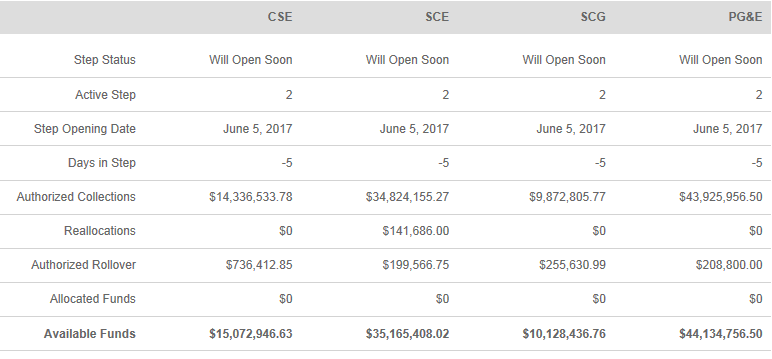 CSE SCE SCG PG&E
Step Status Will Open Soon Will Open Soon Will Open Soon Will Open Soon
Active Step 2 2 2 2
Step Opening Date June 5, 2017 June 5, 2017 June 5, 2017 June 5, 2017
Days in Step -5 -5 -5 -5
Authorized Collections $14,336,533.78 $34,824,155.27 $9,872,805.77 $43,925,956.50
Reallocations $0 $141,686.00 $0 $0
Authorized Rollover $736,412.85 $199,566.75 $255,630.99 $208,800.00
Allocated Funds $0 $0 $0 $0
Available Funds $15,072,946.63 $35,165,408.02 $10,128,436.76 $44,134,756.50